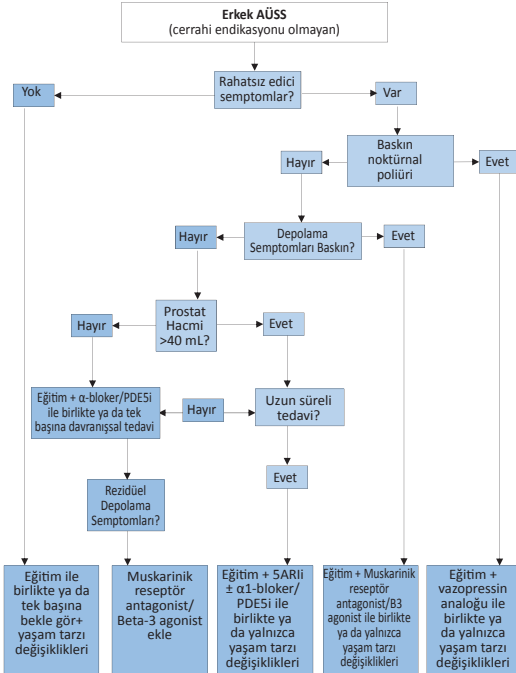 Erkek AÜSS
(cerrahi endikasyonu olmayan)
Rahatsız edici
semptomlar?
Yok
Var
Baskın
noktürnal
poliüri
Hayır
Evet
Depolama
Semptomları Baskın?
Hayır
Evet
Prostat
Hacmi
>40 mL?
Hayır
Evet
Eğitim + α-bloker/PDE5i
ile birlikte ya da tek
başına davranışsal tedavi
Hayır
Uzun süreli
tedavi?
Evet
Rezidüel
Depolama
Semptomları?
Eğitim ile
birlikte ya da
tek başına
bekle gör+
yaşam tarzı
değişiklikleri
Muskarinik
reseptör
antagonist/
Beta-3 agonist
ekle
Eğitim + 5ARIi
± α1-bloker/
PDE5i ile
birlikte ya
da yalnızca
yaşam tarzı
değişiklikleri
Eğitim + Muskarinik
reseptör
antagonist/B3
agonist ile birlikte
ya da yalnızca
yaşam tarzı
değişiklikleri
Eğitim +
vazopressin
analoğu ile
birlikte ya
da yalnızca
yaşam tarzı
değişiklikleri